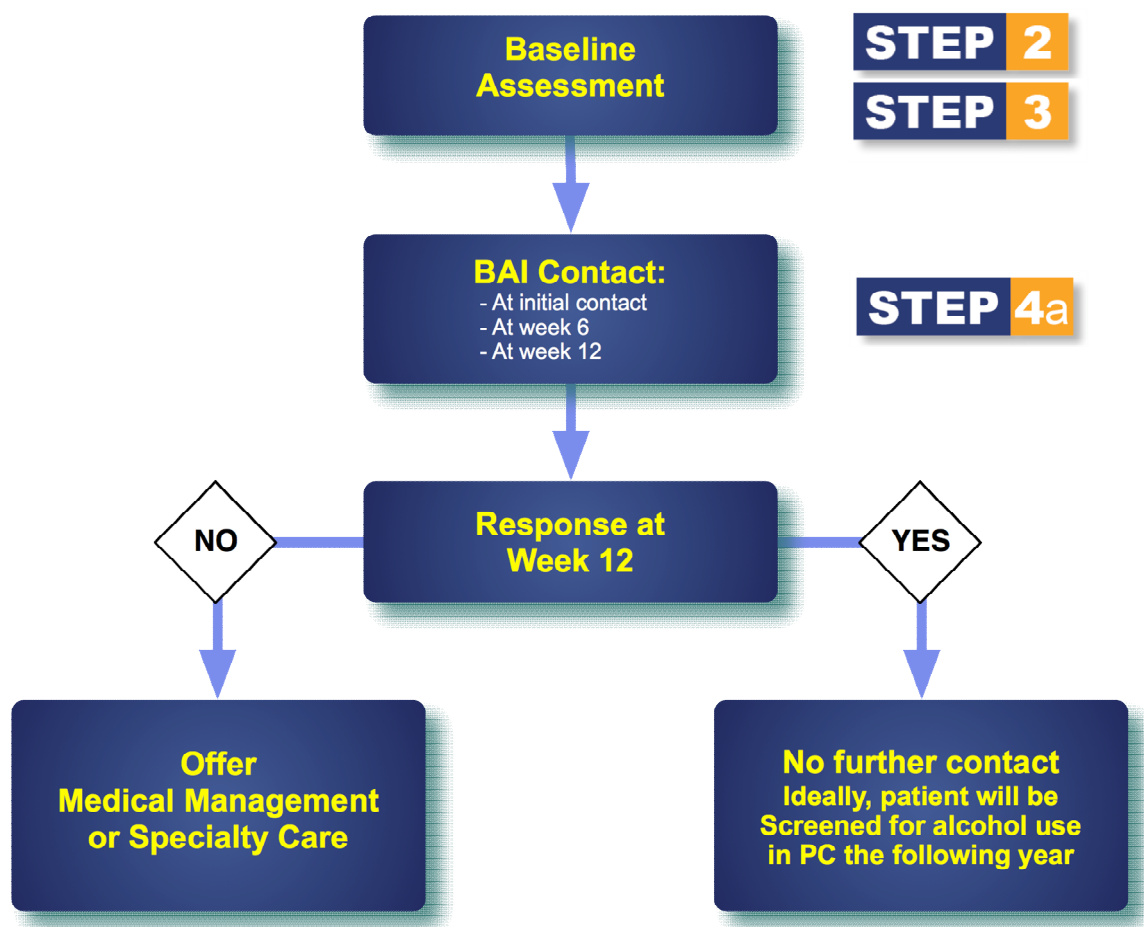 Baseline
Assessment
STEP 2
STEP 3
BAI Contact:
- At initial contact
- At week 6
- At week 12
STEP 4a
NO
Response at
Week 12
YES
Offer
Medical Management
or Specialty Care
No further contact
Ideally, patient will be
Screened for alcohol use
in PC the following year